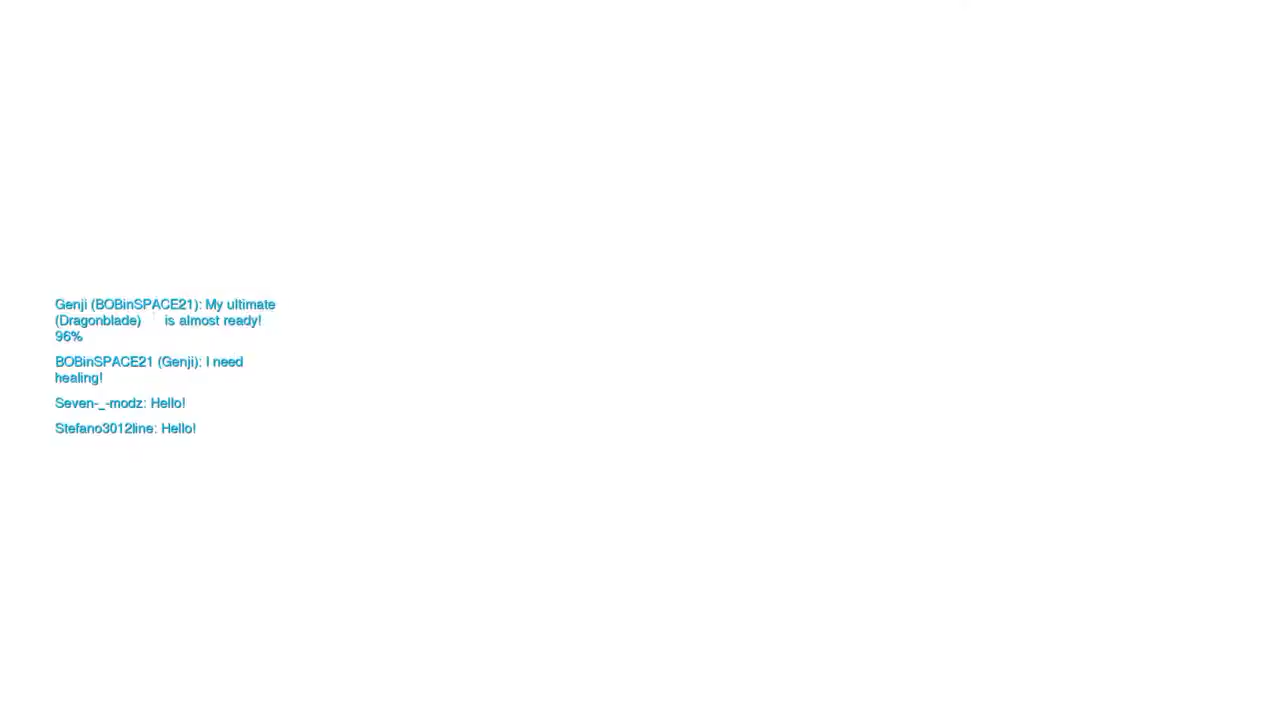 Genji (BOBinSPACE21): My ultimate
(Dragonblade) is almost ready!
96%
BOBinSPACE21 (Genji): I need
healing!
Seven-_-modz: Hello!
Stefano3012line: Hello!